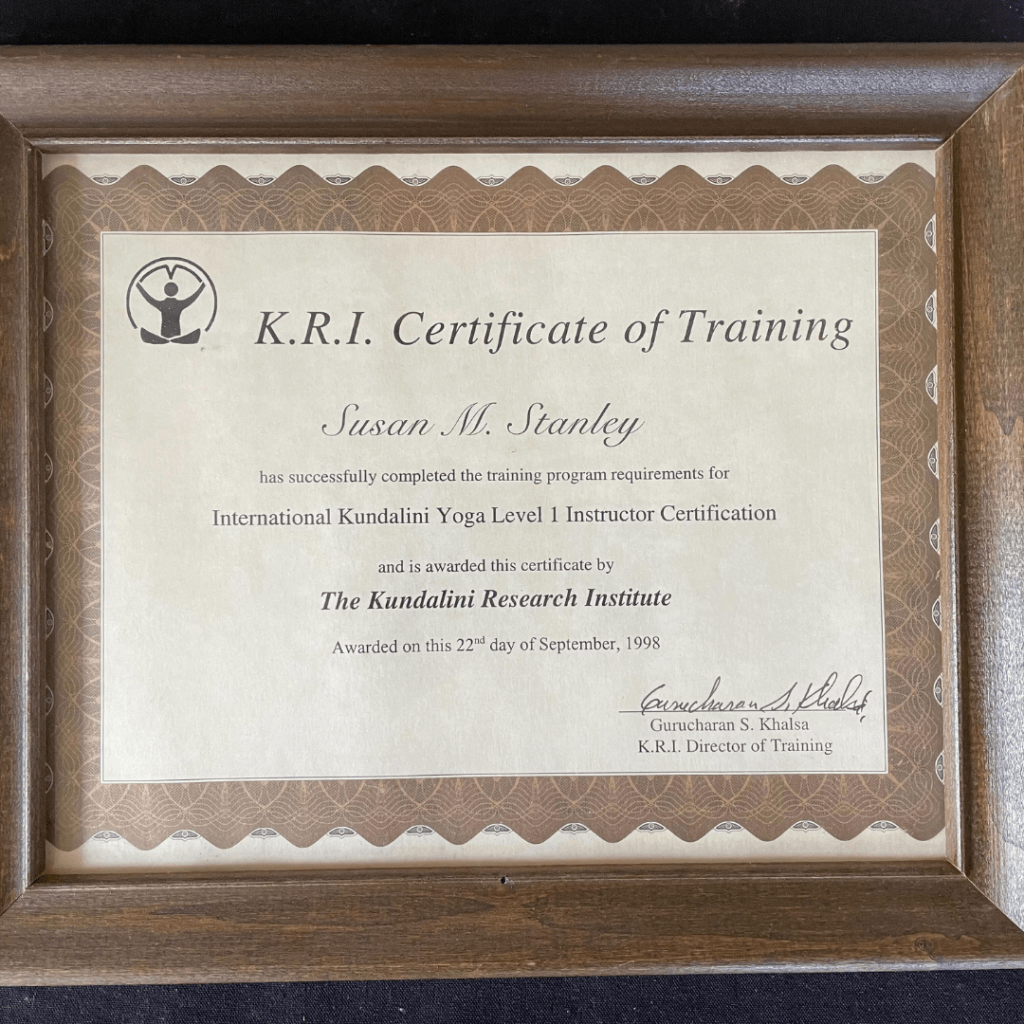 K.R.I. Certificate of Training
Susan M. Stanley
has successfully completed the training program requirements for
International Kundalini Yoga Level 1 Instructor Certification
and is awarded this certificate by
The Kundalini Research Institute
Awarded on this 22nd day of September, 1998
Gurucharan S. Khalsa
Gurucharan S. Khalsa
K.R.I. Director of Training